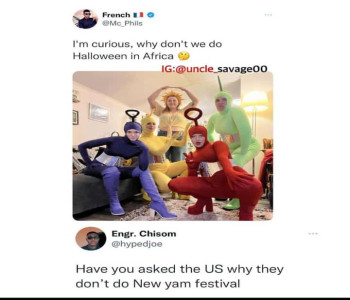 French 🇫🇷
@Mc_Phils
I'm curious, why don't we do
Halloween in Africa 🤔
IG:@uncle_savage00
Engr. Chisom
@hypedjoe
Have you asked the US why they
don't do New yam festival